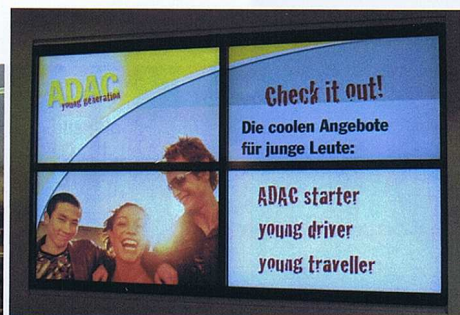 ADAC
young generation
Check it out!
Die coolen Angebote
für junge Leute:
ADAC starter
young driver
young traveller